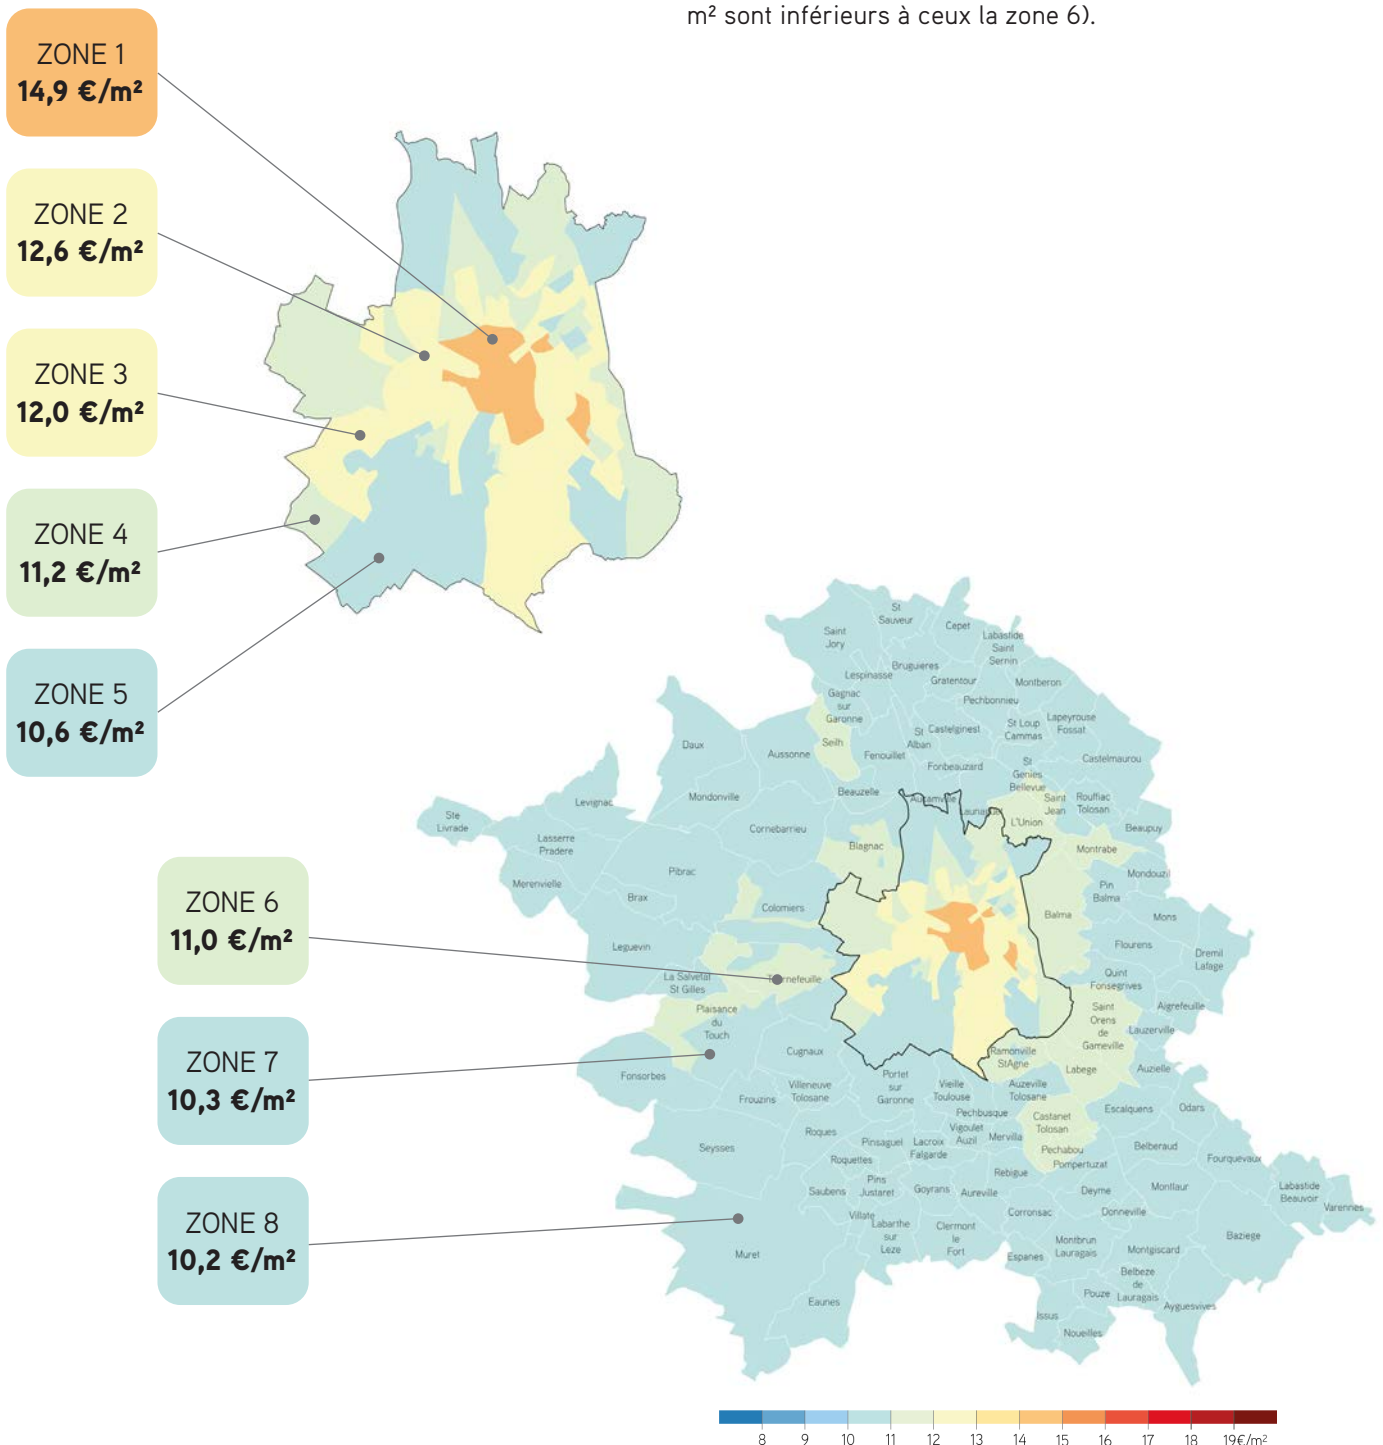 m² sont inférieurs à ceux la zone 6).
ZONE 1
14,9 €/m²
ZONE 2
12,6 €/m²
ZONE 3
12,0 €/m²
ZONE 4
11,2 €/m²
ZONE 5
10,6 €/m²
ZONE 6
11,0 €/m²
ZONE 7
10,3 €/m²
ZONE 8
10,2 €/m²
St
Sauveur
Cepet
Saint
Jory
Labastide
Saint
Sernin
Bruguieres
Lespinasse
Gratentour
Montberon
Gagnac
sur
Garonne
Pechbonnieu
St Loup
Cammas
Lapeyrouse
Fossat
St
Alban
Castelginest
Seilh
Daux
Aussonne
Fenouillet
Fonbeauzard
St
Genies
Bellevue
Castelmaurou
Mondonville
Beauzelle
Aucamville
Launaguet
Saint
Jean
Rouffiac
Tolosan
Levignac
Ste
Livrade
L'Union
Beaupuy
Cornebarrieu
Lasserre
Pradere
Blagnac
Montrabe
Pibrac
Mondouzil
Merenvielle
Pin
Balma
Brax
Colomiers
Balma
Mons
Leguevin
Flourens
Dremil
Lafage
La Salvetat
St Gilles
Tournefeuille
Quint
Fonsegrives
Plaisance
du
Touch
Saint
Orens
de
Gameville
Aigrefeuille
Lauzerville
Cugnaux
Ramonville
StAgne
Fonsorbes
Labege
Auzielle
Portet
sur
Garonne
Villeneuve
Tolosane
Vieille
Toulouse
Auzeville
Tolosane
Frouzins
Pechbusque
Castanet
Tolosan
Escalquens
Odars
Roques
Vigoulet
Auzil
Mervilla
Pinsaguel
Lacroix
Falgarde
Seysses
Pechabou
Belberaud
Roquettes
Pompertuzat
Fourquevaux
Rebigue
Pins
Justaret
Saubens
Goyrans
Aureville
Deyme
Montlaur
Labastide
Beauvoir
Varennes
Corronsac
Donneville
Villate
Labarthe
sur
Leze
Clermont
le
Fort
Baziege
Muret
Espanes
Montbrun
Lauragais
Montgiscard
Belbeze
de
Lauragais
Pouze
Eaunes
Ayguesvives
Issus
Noueilles
8 9 10 11 12 13 14 15 16 17 18 19€/m²